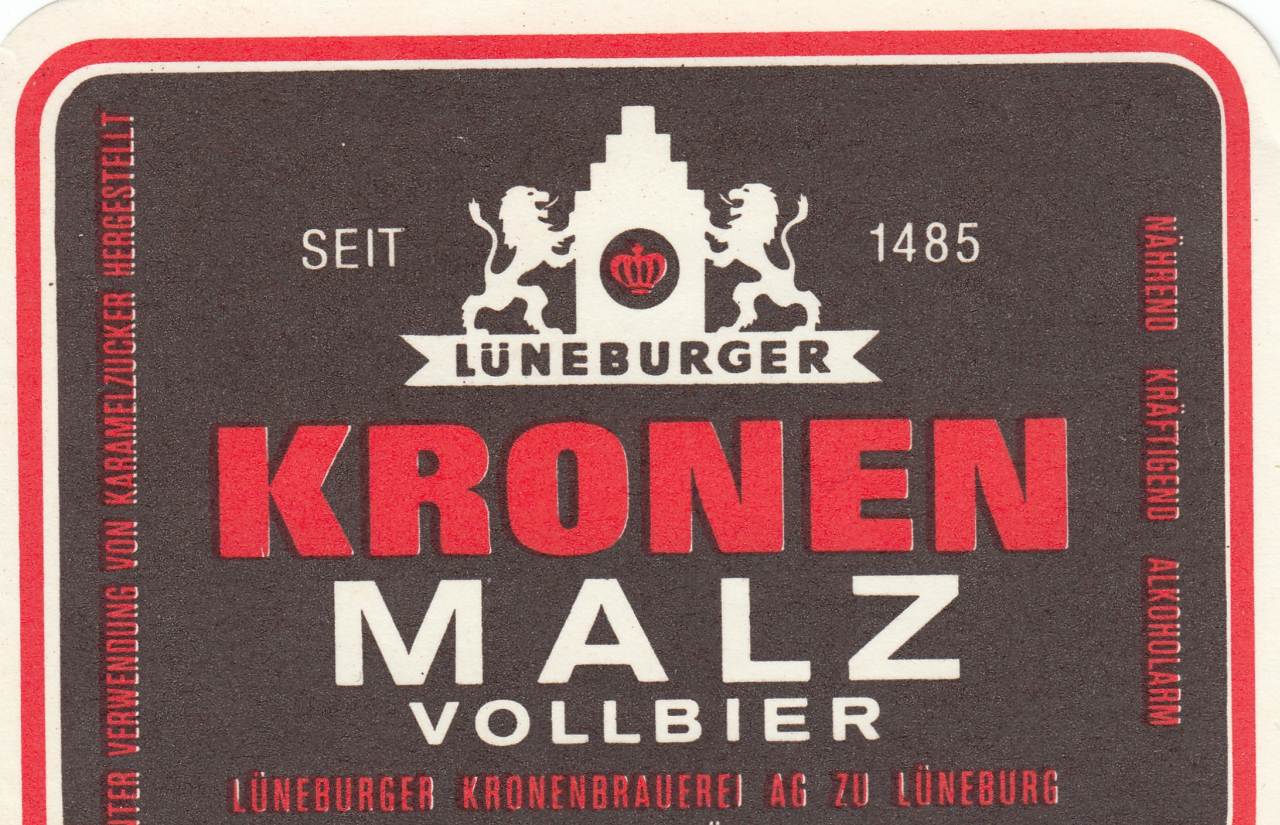 SEIT 1485
LÜNEBURGER
KRONEN
MALZ
VOLLBIER
LÜNEBURGER KRONENBRAUEREI AG ZU LÜNEBURG
VERWENDUNG VON KARAMELZUCKER HERGESTELLT
NÄHREND KRÄFTIGEND ALKOHOLARM